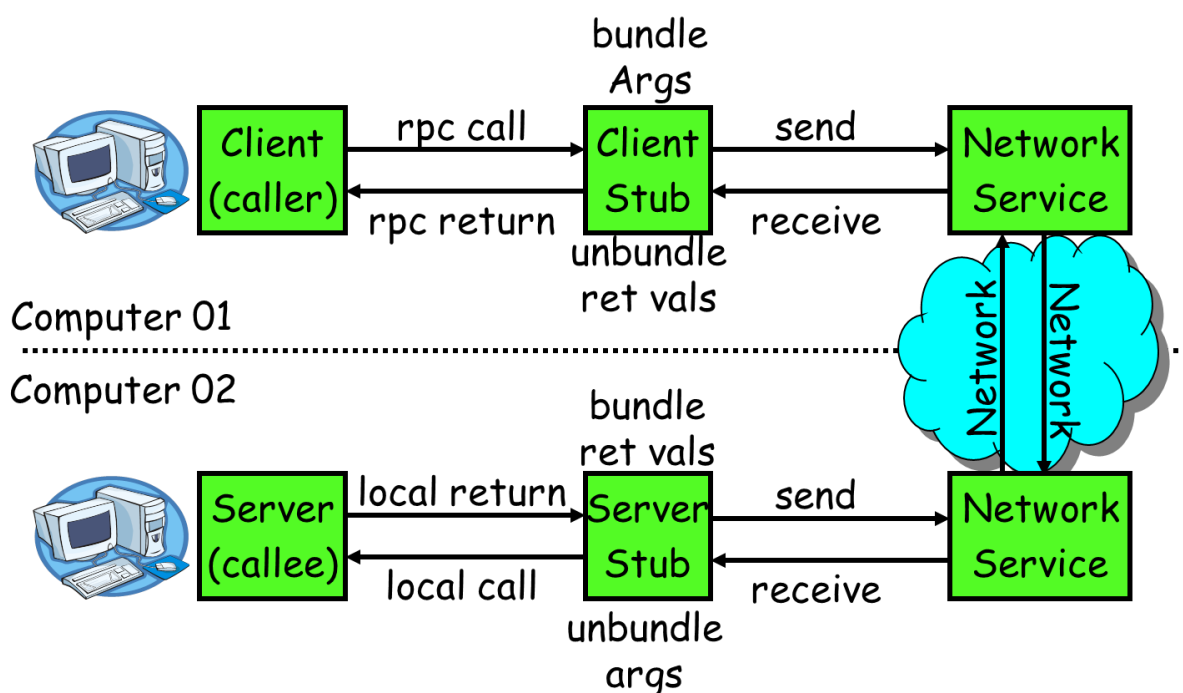 bundle
Args
Client
(caller)
rpc call
rpc return
Client
Stub
send
receive
Network
Service
unbundle
ret vals
Computer 01
Network
Network
Computer 02
bundle
ret vals
Server
(callee)
local return
local call
Server
Stub
send
receive
Network
Service
unbundle
args